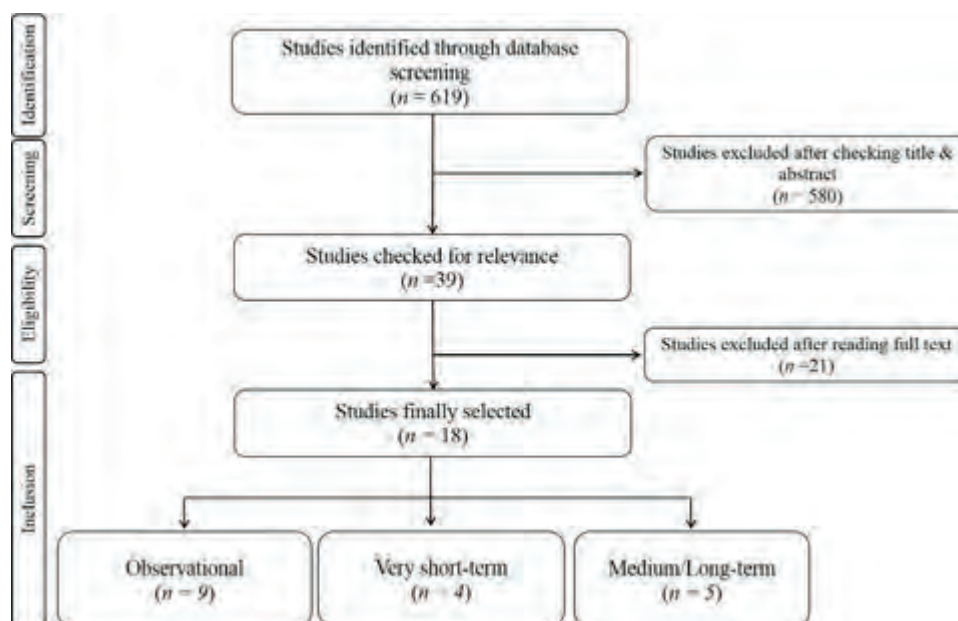 Identification
Studies identified through database
screening
(n = 619)
Screening
Studies excluded after checking title &
abstract
(n = 580)
Eligibility
Studies checked for relevance
(n =39)
Studies excluded after reading full text
(n =21)
Inclusion
Studies finally selected
(n = 18)
Observational
(n = 9)
Very short-term
(n = 4)
Medium/Long-term
(n = 5)